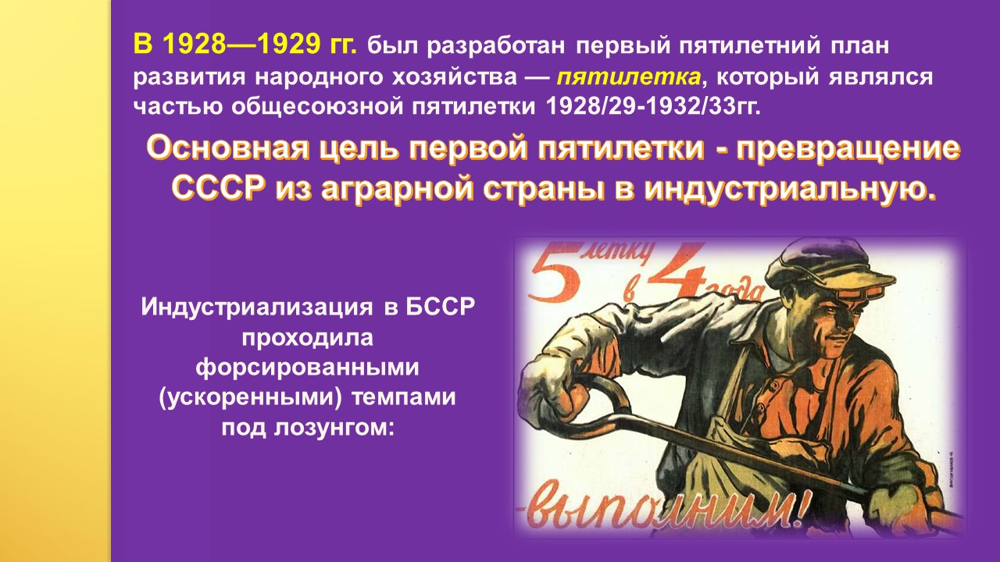 В 1928—1929 гг. был разработан первый пятилетний план
развития народного хозяйства — пятилетка, который являлся
частью общесоюзной пятилетки 1928/29-1932/33гг.
Основная цель первой пятилетки - превращение
СССР из аграрной страны в индустриальную.
Индустриализация в БССР
проходила
форсированными
(ускоренными) темпами
под лозунгом:
5 летку
в 4 года
-выполним!